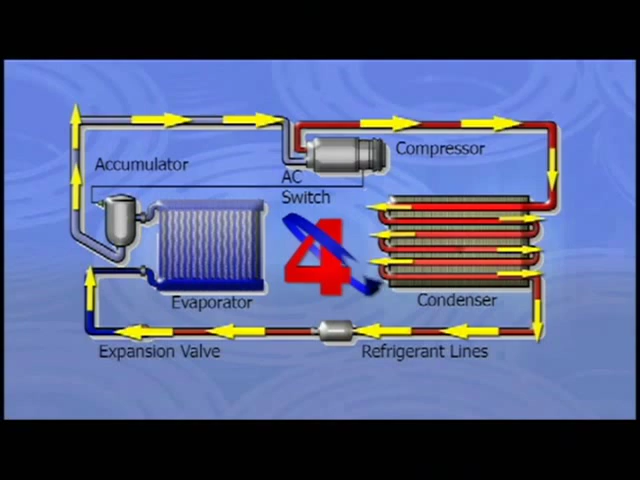 Accumulator
Compressor
AC
Switch
4
Evaporator
Condenser
Expansion Valve
Refrigerant Lines